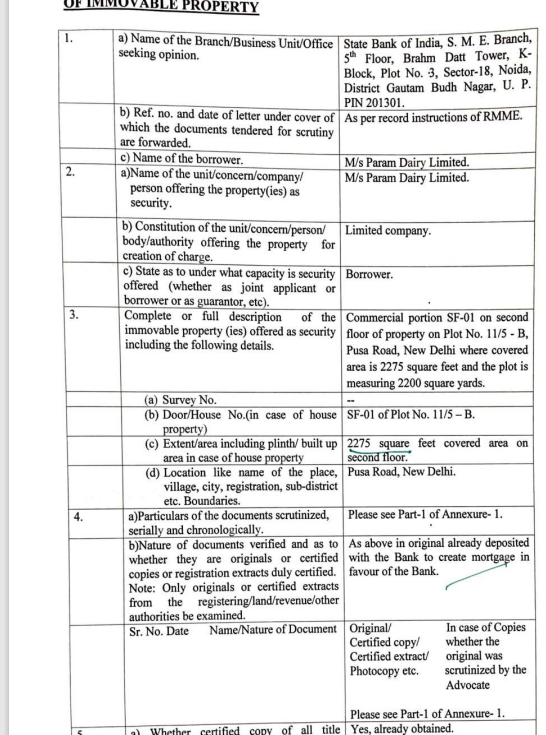 OF IMMOVABLE PROPERTY
1.
a) Name of the Branch/Business Unit/Office
seeking opinion.
State Bank of India, S. M. E. Branch,
5th Floor, Brahm Datt Tower, K-
Block, Plot No. 3, Sector-18, Noida,
District Gautam Budh Nagar, U. P.
PIN 201301.
b) Ref. no. and date of letter under cover of
which the documents tendered for scrutiny
are forwarded.
As per record instructions of RMME.
c) Name of the borrower.
M/s Param Dairy Limited.
2.
a)Name of the unit/concern/company/
person offering the property(ies) as
security.
M/s Param Dairy Limited.
b) Constitution of the unit/concern/person/
body/authority offering the property for
creation of charge.
Limited company.
c) State as to under what capacity is security
offered (whether as joint applicant or
borrower or as guarantor, etc).
Borrower.
3.
Complete or full description of the
immovable property (ies) offered as security
including the following details.
Commercial portion SF-01 on second
floor of property on Plot No. 11/5 - B,
Pusa Road, New Delhi where covered
area is 2275 square feet and the plot is
measuring 2200 square yards.
(a) Survey No.
--
(b) Door/House No.(in case of house
property)
SF-01 of Plot No. 11/5 – B.
(c) Extent/area including plinth/ built up
area in case of house property
2275 square feet covered area on
second floor.
(d) Location like name of the place,
village, city, registration, sub-district
etc. Boundaries.
Pusa Road, New Delhi.
4.
a)Particulars of the documents scrutinized,
serially and chronologically.
Please see Part-1 of Annexure- 1.
b)Nature of documents verified and as to
whether they are originals or certified
copies or registration extracts duly certified.
Note: Only originals or certified extracts
from the registering/land/revenue/other
authorities be examined.
As above in original already deposited
with the Bank to create mortgage in
favour of the Bank.
Sr. No. Date Name/Nature of Document
Original/
Certified copy/
Certified extract/
Photocopy etc.
In case of Copies
whether the
original was
scrutinized by the
Advocate
Please see Part-1 of Annexure- 1.
5
a) Whether certified copy of all title
Yes, already obtained.